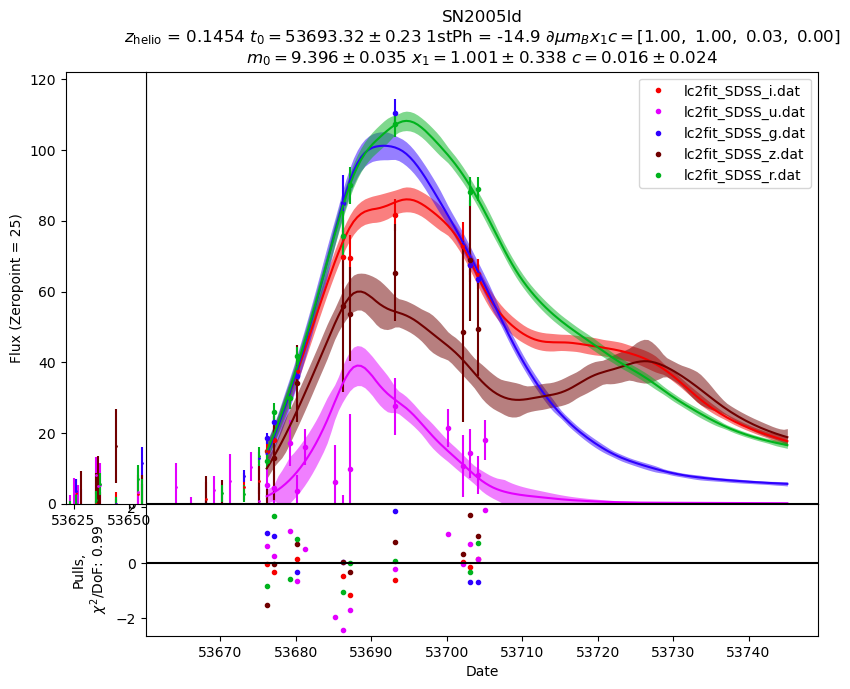 SN2005ld
z_helio = 0.1454 t_0 = 53693.32 ± 0.23 1stPh = -14.9 ∂μm_Bx_1c = [1.00, 1.00, 0.03, 0.00]
m_0 = 9.396 ± 0.035 x_1 = 1.001 ± 0.338 c = 0.016 ± 0.024
120
100
80
60
40
20
0
Flux (Zeropoint = 25)
lc2fit_SDSS_i.dat
lc2fit_SDSS_u.dat
lc2fit_SDSS_g.dat
lc2fit_SDSS_z.dat
lc2fit_SDSS_r.dat
53625
53650
2
0
−2
Pulls,
χ²/DoF: 0.99
53670
53680
53690
53700
53710
53720
53730
53740
Date